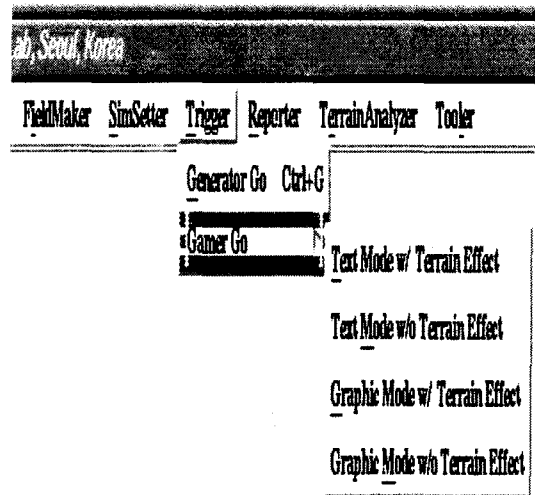 ab, Seoul, Korea
FieldMaker SimSetter Trigger Reporter TerrainAnalyzer Tooler
Generator Go Ctrl+G
Gamer Go
Text Mode w/ Terrain Effect
Text Mode w/o Terrain Effect
Graphic Mode w/ Terrain Effect
Graphic Mode w/o Terrain Effect